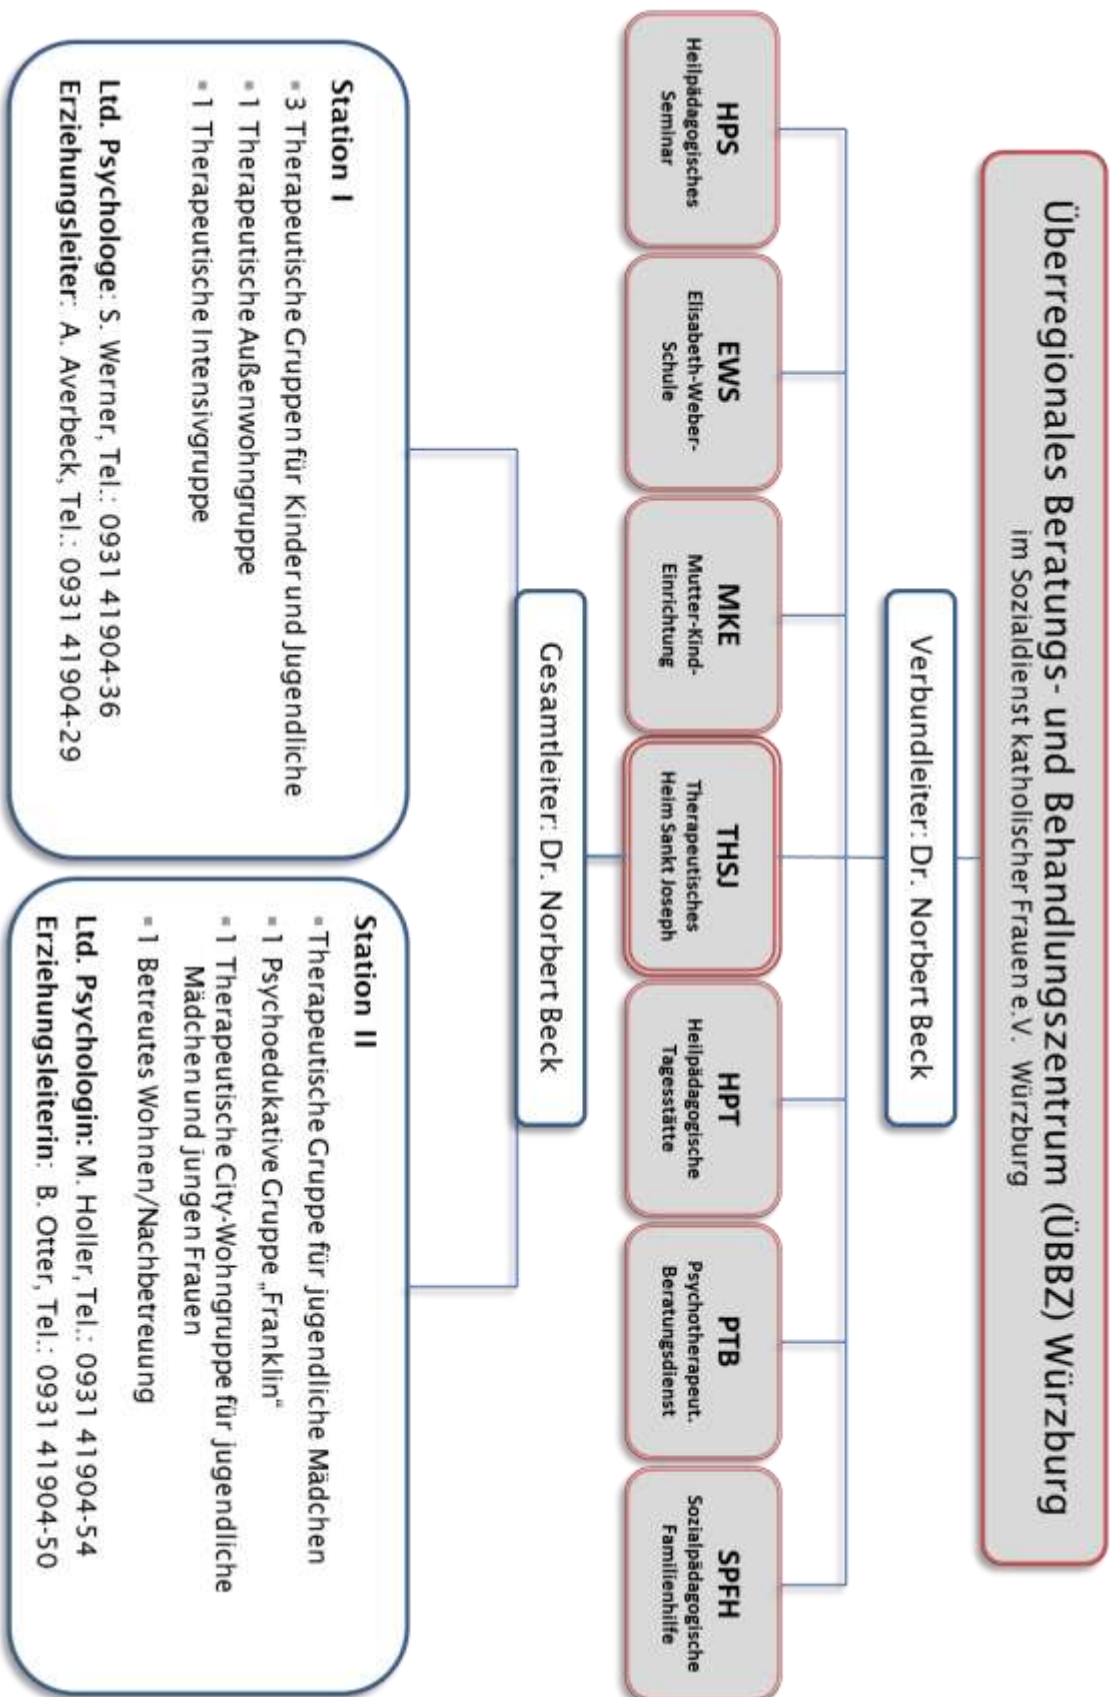 Überregionales Beratungs- und Behandlungszentrum (ÜBBZ) Würzburg
im Sozialdienst katholischer Frauen e.V. Würzburg
Verbundleiter: Dr. Norbert Beck
HPS
Heilpädagogisches
Seminar
EWS
Elisabeth-Weber-
Schule
MKE
Mutter-Kind-
Einrichtung
THSJ
Therapeutisches
Heim Sankt Joseph
HPT
Heilpädagogische
Tagesstätte
PTB
Psychotherapeut.
Beratungsdienst
SPFH
Sozialpädagogische
Familienhilfe
Gesamtleiter: Dr. Norbert Beck
Station I
▪ 3 Therapeutische Gruppen für Kinder und Jugendliche
▪ 1 Therapeutische Außenwohngruppe
▪ 1 Therapeutische Intensivgruppe
Ltd. Psychologe: S. Werner, Tel.: 0931 41904-36
Erziehungsleiter: A. Averbeck, Tel.: 0931 41904-29
Station II
▪ Therapeutische Gruppe für jugendliche Mädchen
▪ 1 Psychoedukative Gruppe „Franklin“
▪ 1 Therapeutische City-Wohngruppe für jugendliche
Mädchen und jungen Frauen
▪ 1 Betreutes Wohnen/Nachbetreuung
Ltd. Psychologin: M. Holler, Tel.: 0931 41904-54
Erziehungsleiterin: B. Otter, Tel.: 0931 41904-50